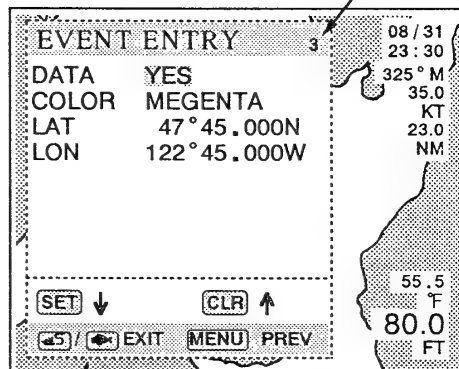 EVENT ENTRY 3
DATA YES
COLOR MEGENTA
LAT 47°45.000N
LON 122°45.000W
SET ↓ CLR ↑
/ EXIT MENU PREV
08/31
23:30
325°M
35.0
KT
23.0
NM
55.5
°F
80.0
FT